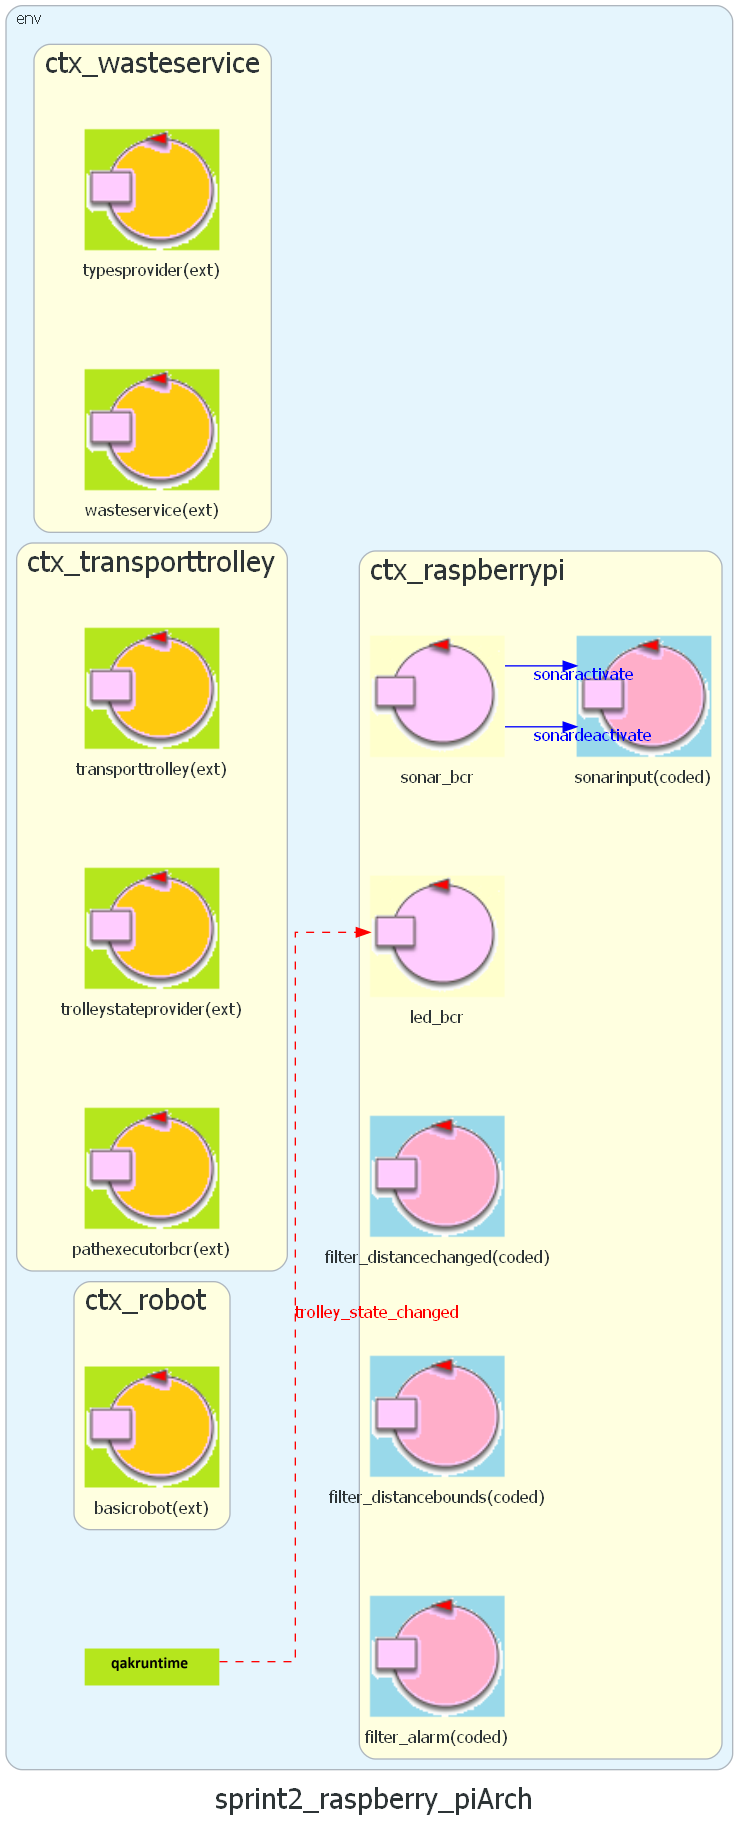 env
ctx_wasteservice
typesprovider(ext)
wasteservice(ext)
ctx_transporttrolley
transporttrolley(ext)
trolleystateprovider(ext)
pathexecutorbcr(ext)
ctx_robot
basicrobot(ext)
qakruntime
ctx_raspberrypi
sonaractivate
sonardeactivate
sonar_bcr
sonarinput(coded)
led_bcr
filter_distancechanged(coded)
trolley_state_changed
filter_distancebounds(coded)
filter_alarm(coded)
sprint2_raspberry_piArch